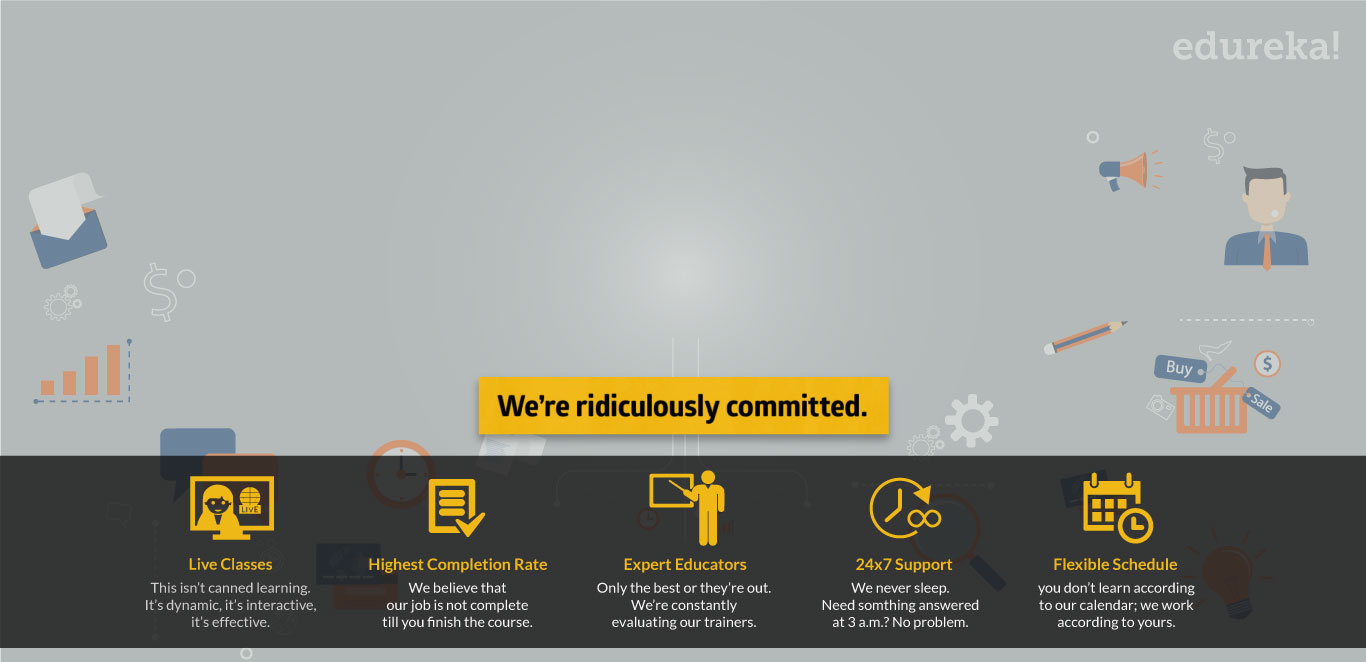 edureka!
$
$
Buy
$
Sale
We're ridiculously committed.
LIVE
Live Classes
This isn't canned learning.
It's dynamic, it's interactive,
it's effective.
Highest Completion Rate
We believe that
our job is not complete
till you finish the course.
Expert Educators
Only the best or they're out.
We're constantly
evaluating our trainers.
24x7 Support
We never sleep.
Need somthing answered
at 3 a.m.? No problem.
Flexible Schedule
you don't learn according
to our calendar; we work
according to yours.